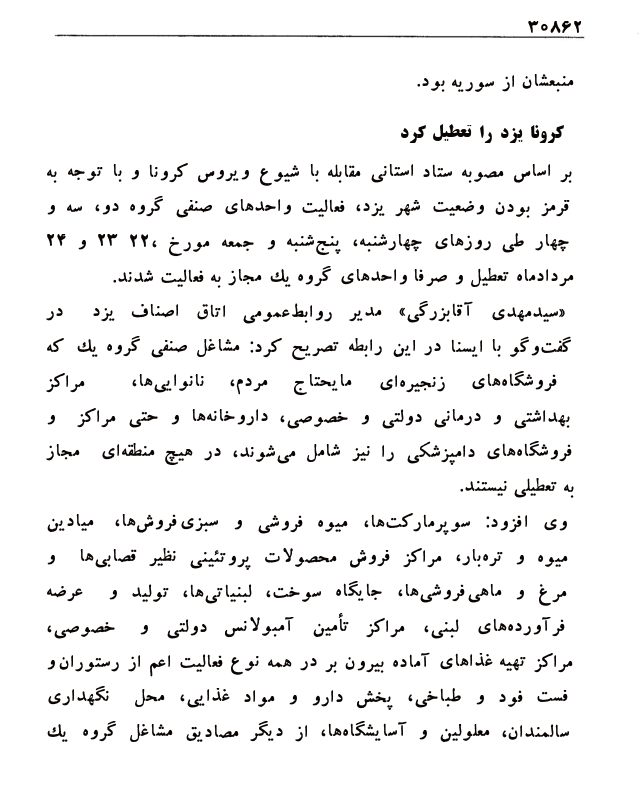 ۳۰۸۶۲
منبعشان از سوریه بود.
کرونا یزد را تعطیل کرد
بر اساس مصوبه ستاد استانی مقابله با شیوع ویروس کرونا و با توجه به
قرمز بودن وضعیت شهر یزد، فعالیت واحدهای صنفی گروه دو، سه و
چهار طی روزهای چهارشنبه، پنج‌شنبه و جمعه مورخ ،۲۲ ۲۳ و ۲۴
مردادماه تعطیل و صرفا واحدهای گروه یك مجاز به فعالیت شدند.
«سیدمهدی آقابزرگی» مدیر روابط‌عمومی اتاق اصناف یزد در
گفت‌وگو با ایسنا در این رابطه تصریح کرد: مشاغل صنفی گروه یك که
فروشگاه‌های زنجیره‌ای مایحتاج مردم، نانوایی‌ها، مراکز
بهداشتی و درمانی دولتی و خصوصی، داروخانه‌ها و حتی مراکز و
فروشگاه‌های دامپزشکی را نیز شامل می‌شوند، در هیچ منطقه‌ای مجاز
به تعطیلی نیستند.
وی افزود: سوپرمارکت‌ها، میوه فروشی و سبزی‌فروش‌ها، میادین
میوه و تره‌بار، مراکز فروش محصولات پروتئینی نظیر قصابی‌ها و
مرغ و ماهی‌فروشی‌ها، جایگاه سوخت، لبنیاتی‌ها، تولید و عرضه
فرآورده‌های لبنی، مراکز تأمین آمبولانس دولتی و خصوصی،
مراکز تهیه غذاهای آماده بیرون بر در همه نوع فعالیت اعم از رستوران و
فست فود و طباخی، پخش دارو و مواد غذایی، محل نگهداری
سالمندان، معلولین و آسایشگاه‌ها، از دیگر مصادیق مشاغل گروه یك